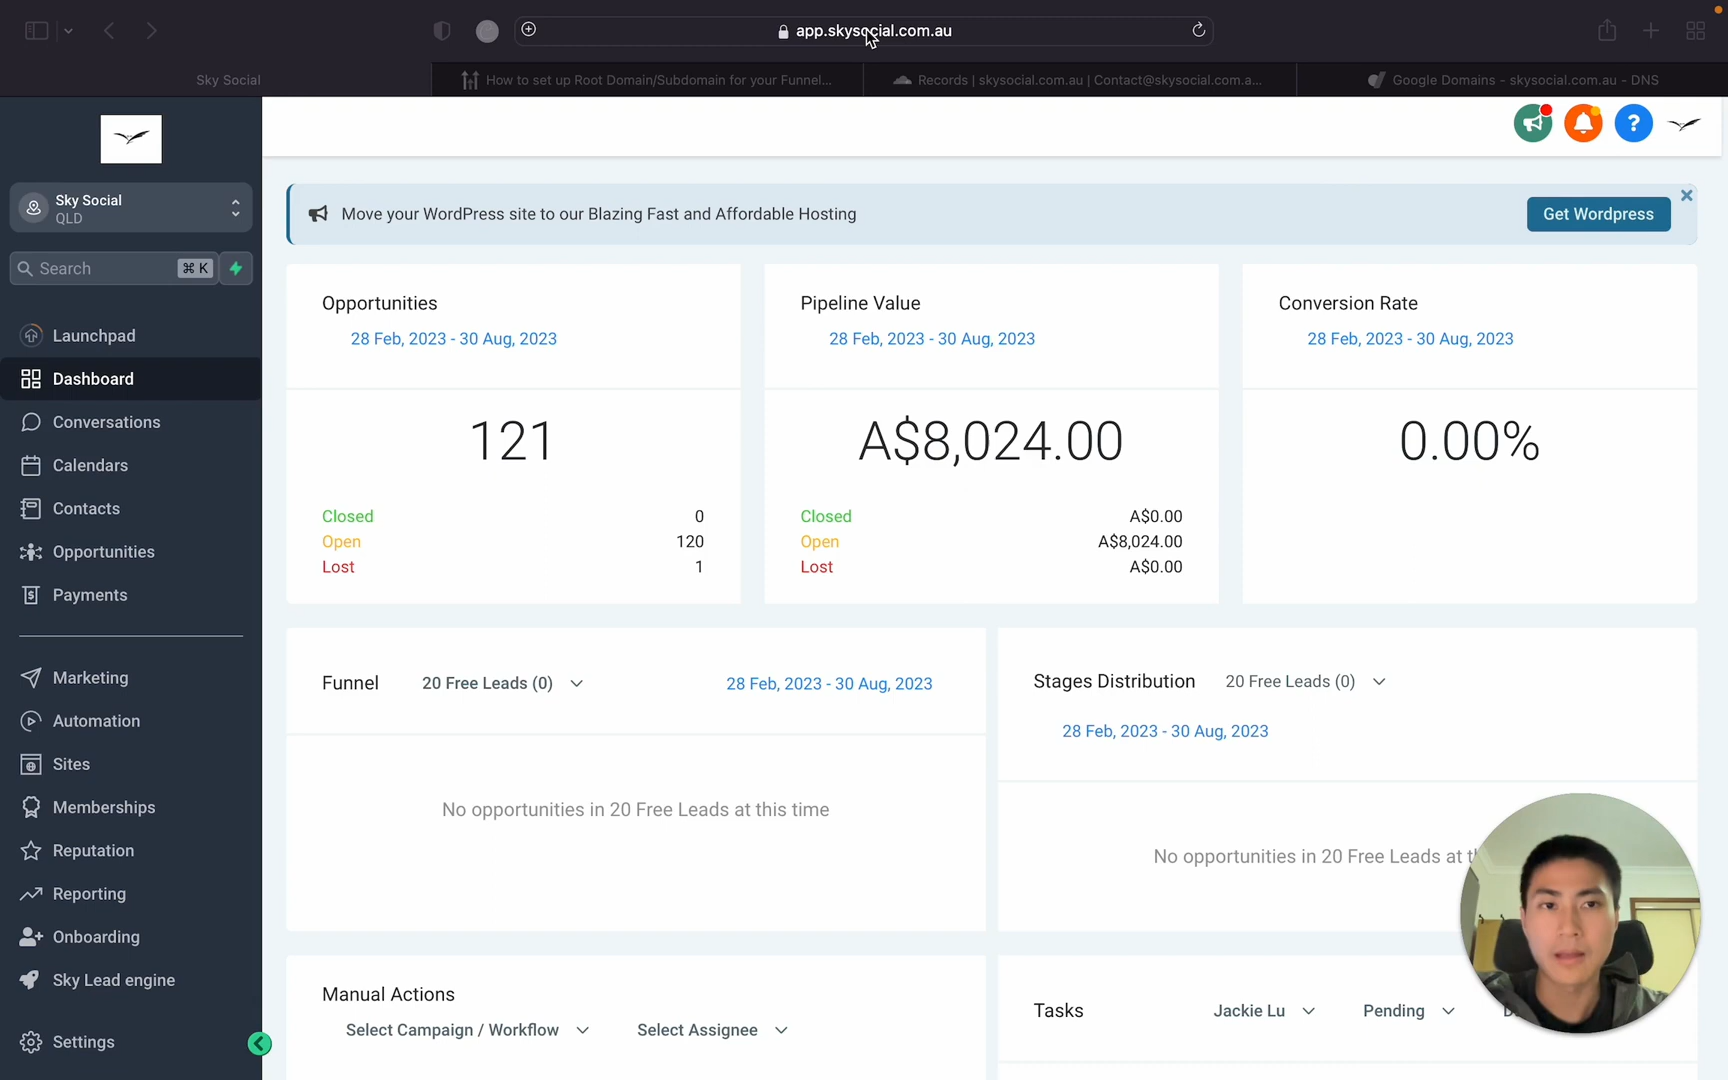 app.skysocial.com.au
Sky Social
How to set up Root Domain/Subdomain for your Funnel...
Records | skysocial.com.au | Contact@skysocial.com.a...
Google Domains - skysocial.com.au - DNS
Sky Social
QLD
Search
⌘ K
Launchpad
Dashboard
Conversations
Calendars
Contacts
Opportunities
Payments
Marketing
Automation
Sites
Memberships
Reputation
Reporting
Onboarding
Sky Lead engine
Settings
?
Move your WordPress site to our Blazing Fast and Affordable Hosting
Get Wordpress
Opportunities
28 Feb, 2023 - 30 Aug, 2023
121
Closed 0
Open 120
Lost 1
Pipeline Value
28 Feb, 2023 - 30 Aug, 2023
A$8,024.00
Closed A$0.00
Open A$8,024.00
Lost A$0.00
Conversion Rate
28 Feb, 2023 - 30 Aug, 2023
0.00%
Funnel 20 Free Leads (0) 28 Feb, 2023 - 30 Aug, 2023
No opportunities in 20 Free Leads at this time
Stages Distribution 20 Free Leads (0)
28 Feb, 2023 - 30 Aug, 2023
No opportunities in 20 Free Leads at
Manual Actions
Select Campaign / Workflow Select Assignee
Tasks Jackie Lu Pending